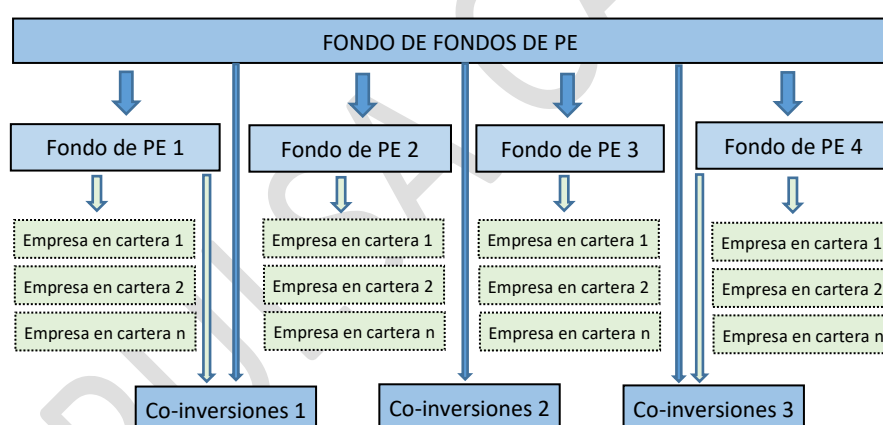 FONDO DE FONDOS DE PE
Fondo de PE 1
Fondo de PE 2
Fondo de PE 3
Fondo de PE 4
Empresa en cartera 1
Empresa en cartera 2
Empresa en cartera n
Empresa en cartera 1
Empresa en cartera 2
Empresa en cartera n
Empresa en cartera 1
Empresa en cartera 2
Empresa en cartera n
Empresa en cartera 1
Empresa en cartera 2
Empresa en cartera n
Co-inversiones 1
Co-inversiones 2
Co-inversiones 3